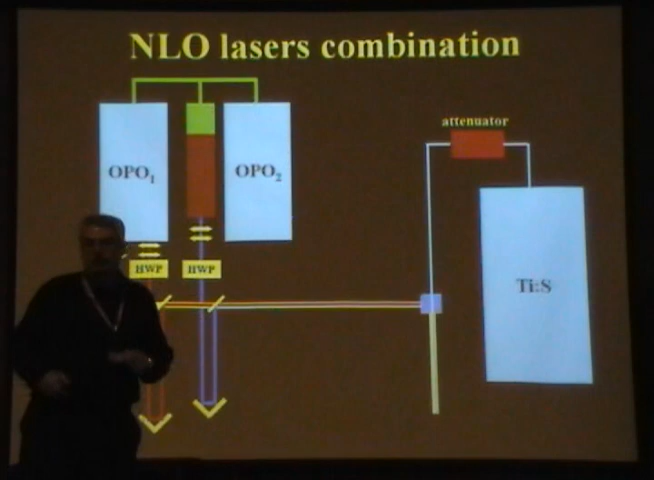 NLO lasers combination
attenuator
OPO1
OPO2
HWP
HWP
Ti:S